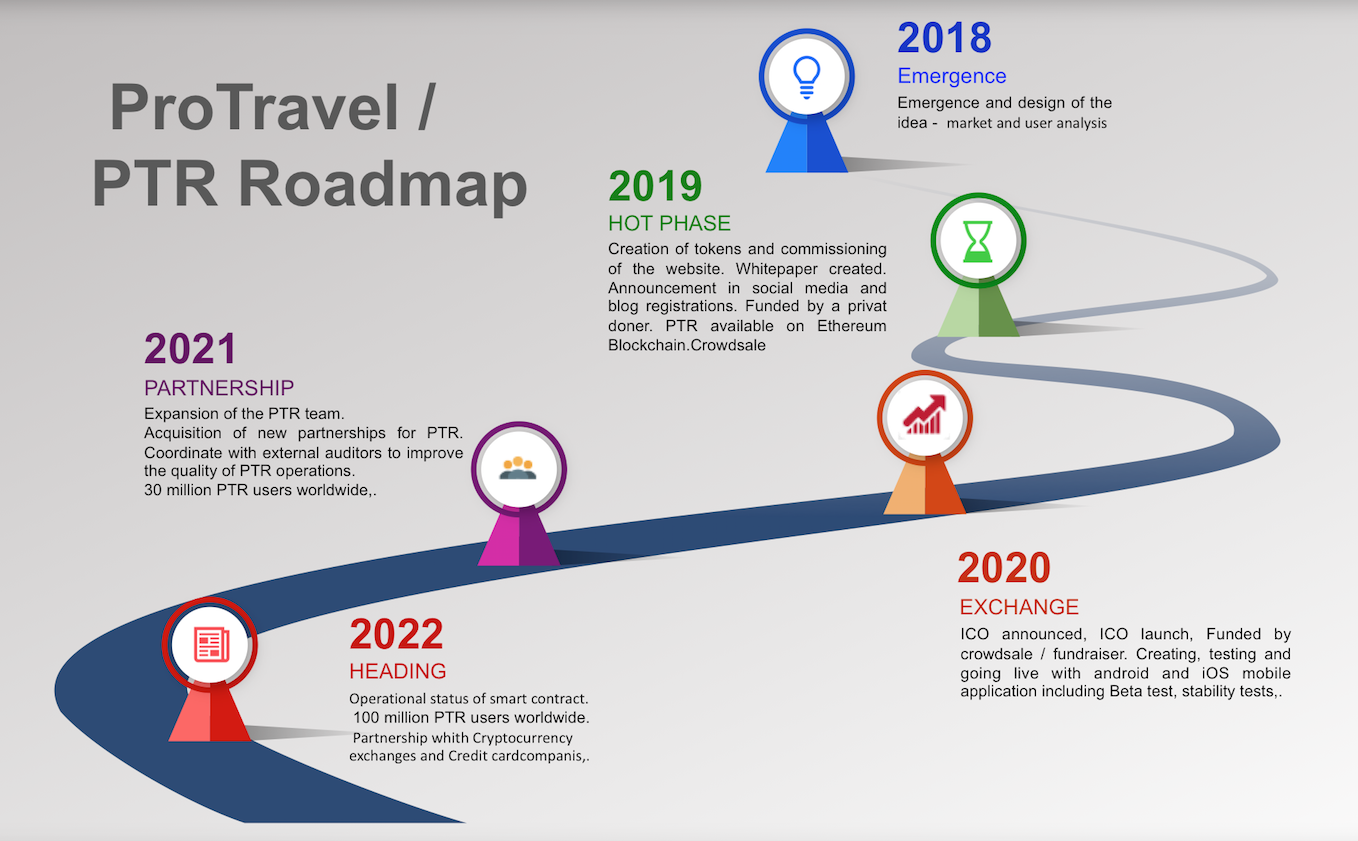 ProTravel /
PTR Roadmap
2018
Emergence
Emergence and design of the
idea - market and user analysis
2019
HOT PHASE
Creation of tokens and commissioning
of the website. Whitepaper created.
Announcement in social media and
blog registrations. Funded by a privat
doner. PTR available on Ethereum
Blockchain.Crowdsale
2020
EXCHANGE
ICO announced, ICO launch, Funded by
crowdsale / fundraiser. Creating, testing and
going live with android and iOS mobile
application including Beta test, stability tests,.
2021
PARTNERSHIP
Expansion of the PTR team.
Acquisition of new partnerships for PTR.
Coordinate with external auditors to improve
the quality of PTR operations.
30 million PTR users worldwide,.
2022
HEADING
Operational status of smart contract.
100 million PTR users worldwide.
Partnership whith Cryptocurrency
exchanges and Credit cardcompanis,.